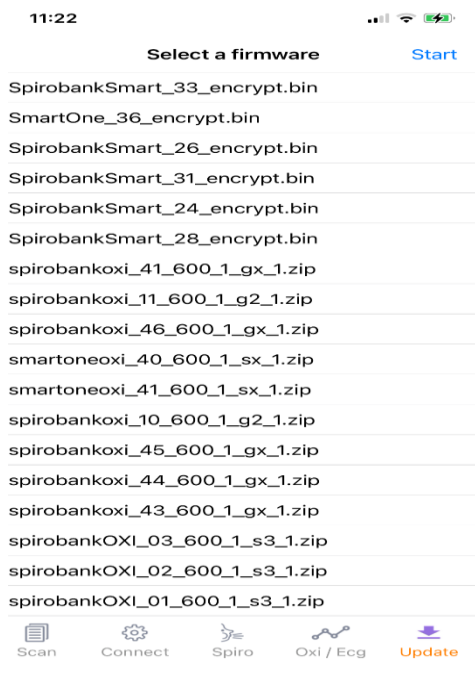 11:22
Select a firmware Start
SpirobankSmart_33_encrypt.bin
SmartOne_36_encrypt.bin
SpirobankSmart_26_encrypt.bin
SpirobankSmart_31_encrypt.bin
SpirobankSmart_24_encrypt.bin
SpirobankSmart_28_encrypt.bin
spirobankoxi_41_600_1_gx_1.zip
spirobankoxi_11_600_1_g2_1.zip
spirobankoxi_46_600_1_gx_1.zip
smartoneoxi_40_600_1_sx_1.zip
smartoneoxi_41_600_1_sx_1.zip
spirobankoxi_10_600_1_g2_1.zip
spirobankoxi_45_600_1_gx_1.zip
spirobankoxi_44_600_1_gx_1.zip
spirobankoxi_43_600_1_gx_1.zip
spirobankOXI_03_600_1_s3_1.zip
spirobankOXI_02_600_1_s3_1.zip
spirobankOXI_01_600_1_s3_1.zip
Scan Connect Spiro Oxi / Ecg Update